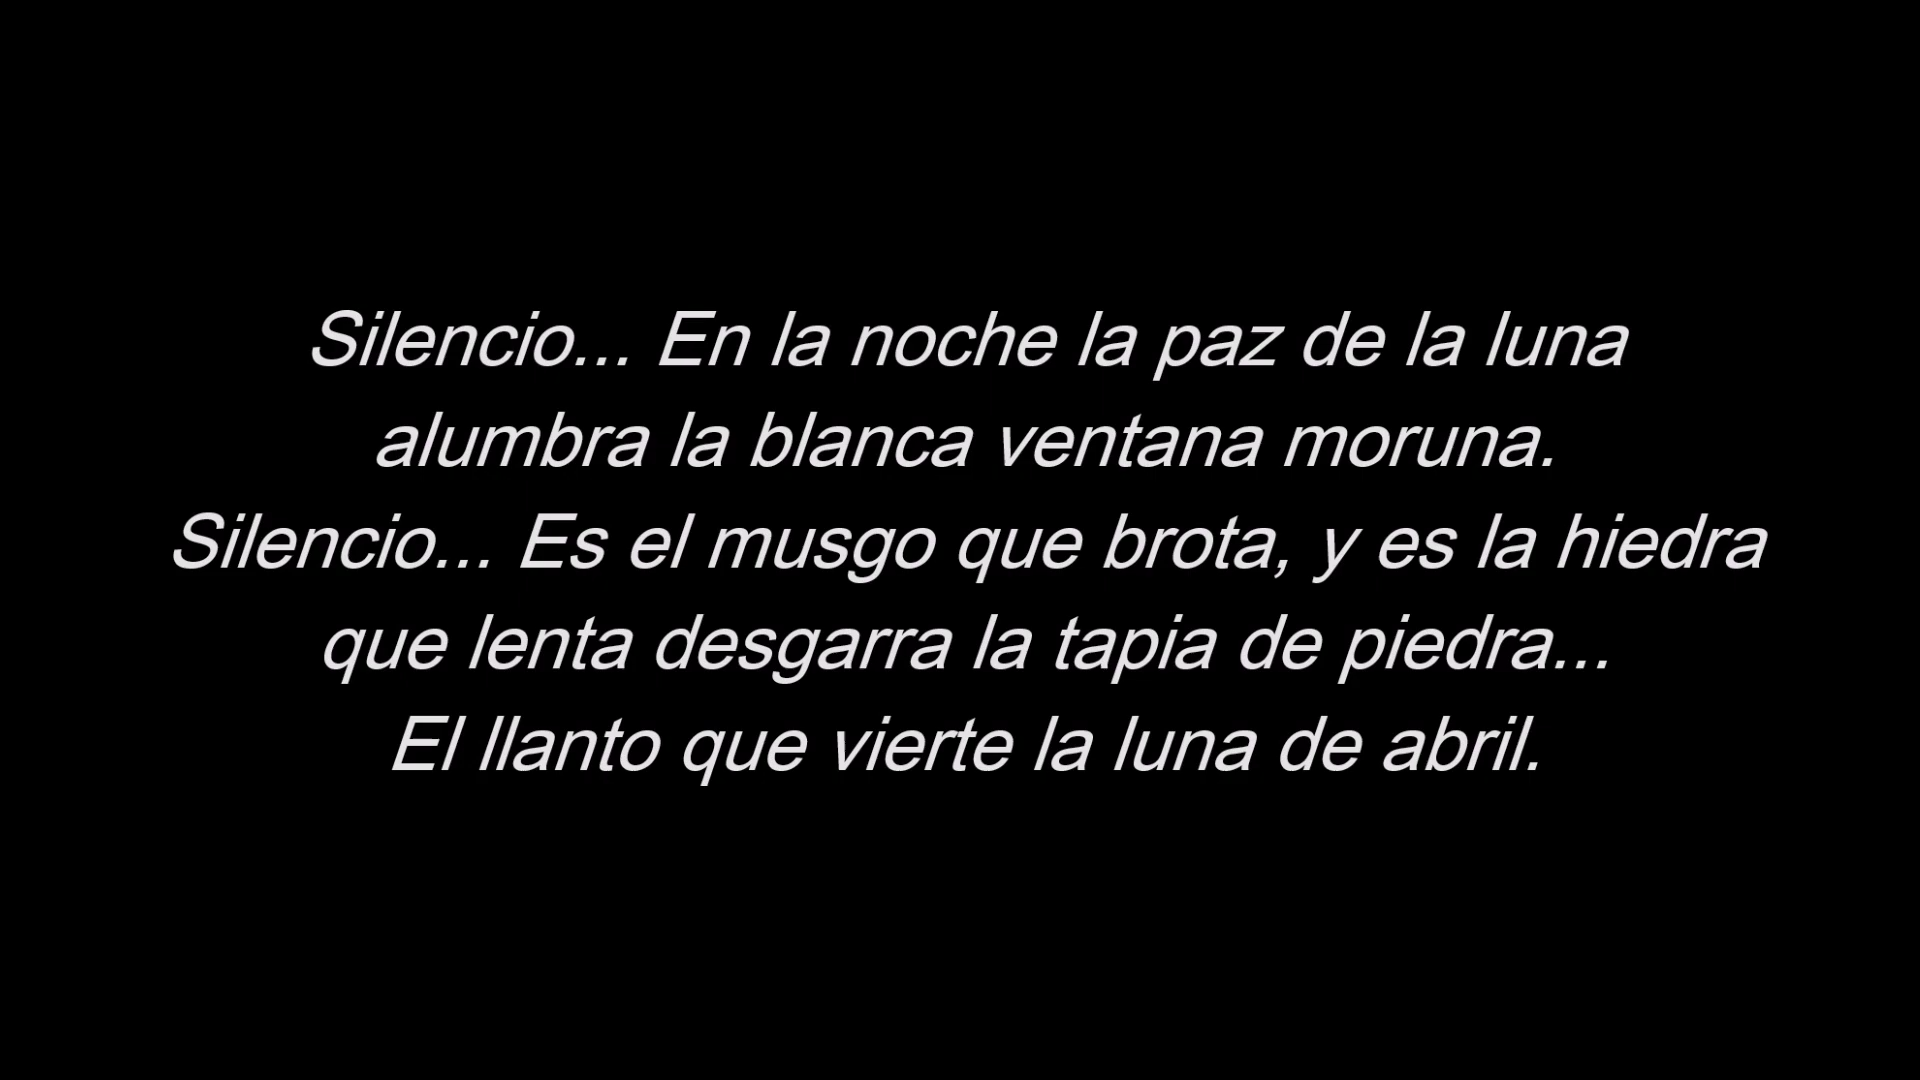 Silencio... En la noche la paz de la luna
alumbra la blanca ventana moruna.
Silencio... Es el musgo que brota, y es la hiedra
que lenta desgarra la tapia de piedra...
El llanto que vierte la luna de abril.